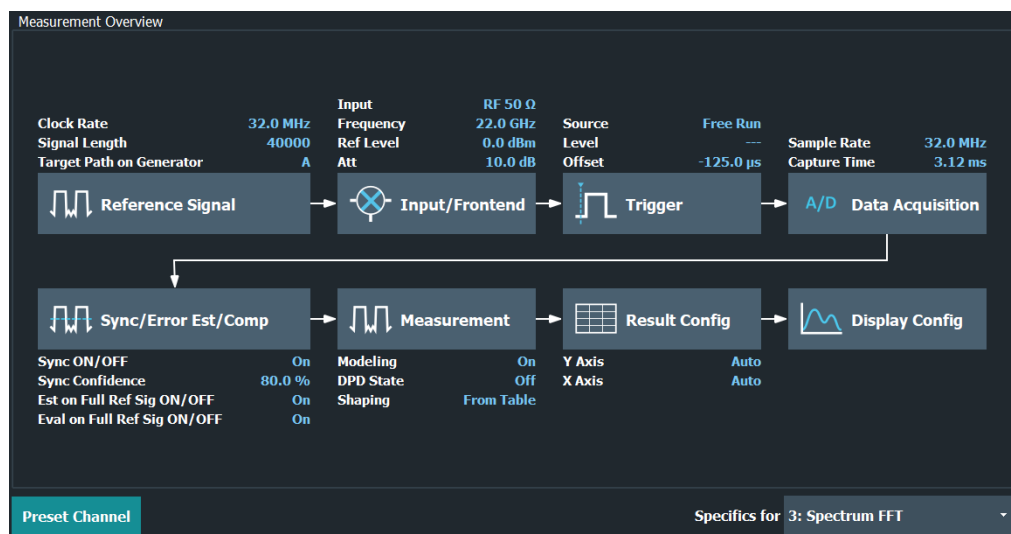 Measurement Overview
Input RF 50 Ω
Clock Rate 32.0 MHz Frequency 22.0 GHz Source Free Run
Signal Length 40000 Ref Level 0.0 dBm Level --- Sample Rate 32.0 MHz
Target Path on Generator A Att 10.0 dB Offset -125.0 µs Capture Time 3.12 ms
Reference Signal Input/Frontend Trigger A/D Data Acquisition
Sync/Error Est/Comp Measurement Result Config Display Config
Sync ON/OFF On Modeling On Y Axis Auto
Sync Confidence 80.0 % DPD State Off X Axis Auto
Est on Full Ref Sig ON/OFF On Shaping From Table
Eval on Full Ref Sig ON/OFF On
Preset Channel Specifics for 3: Spectrum FFT